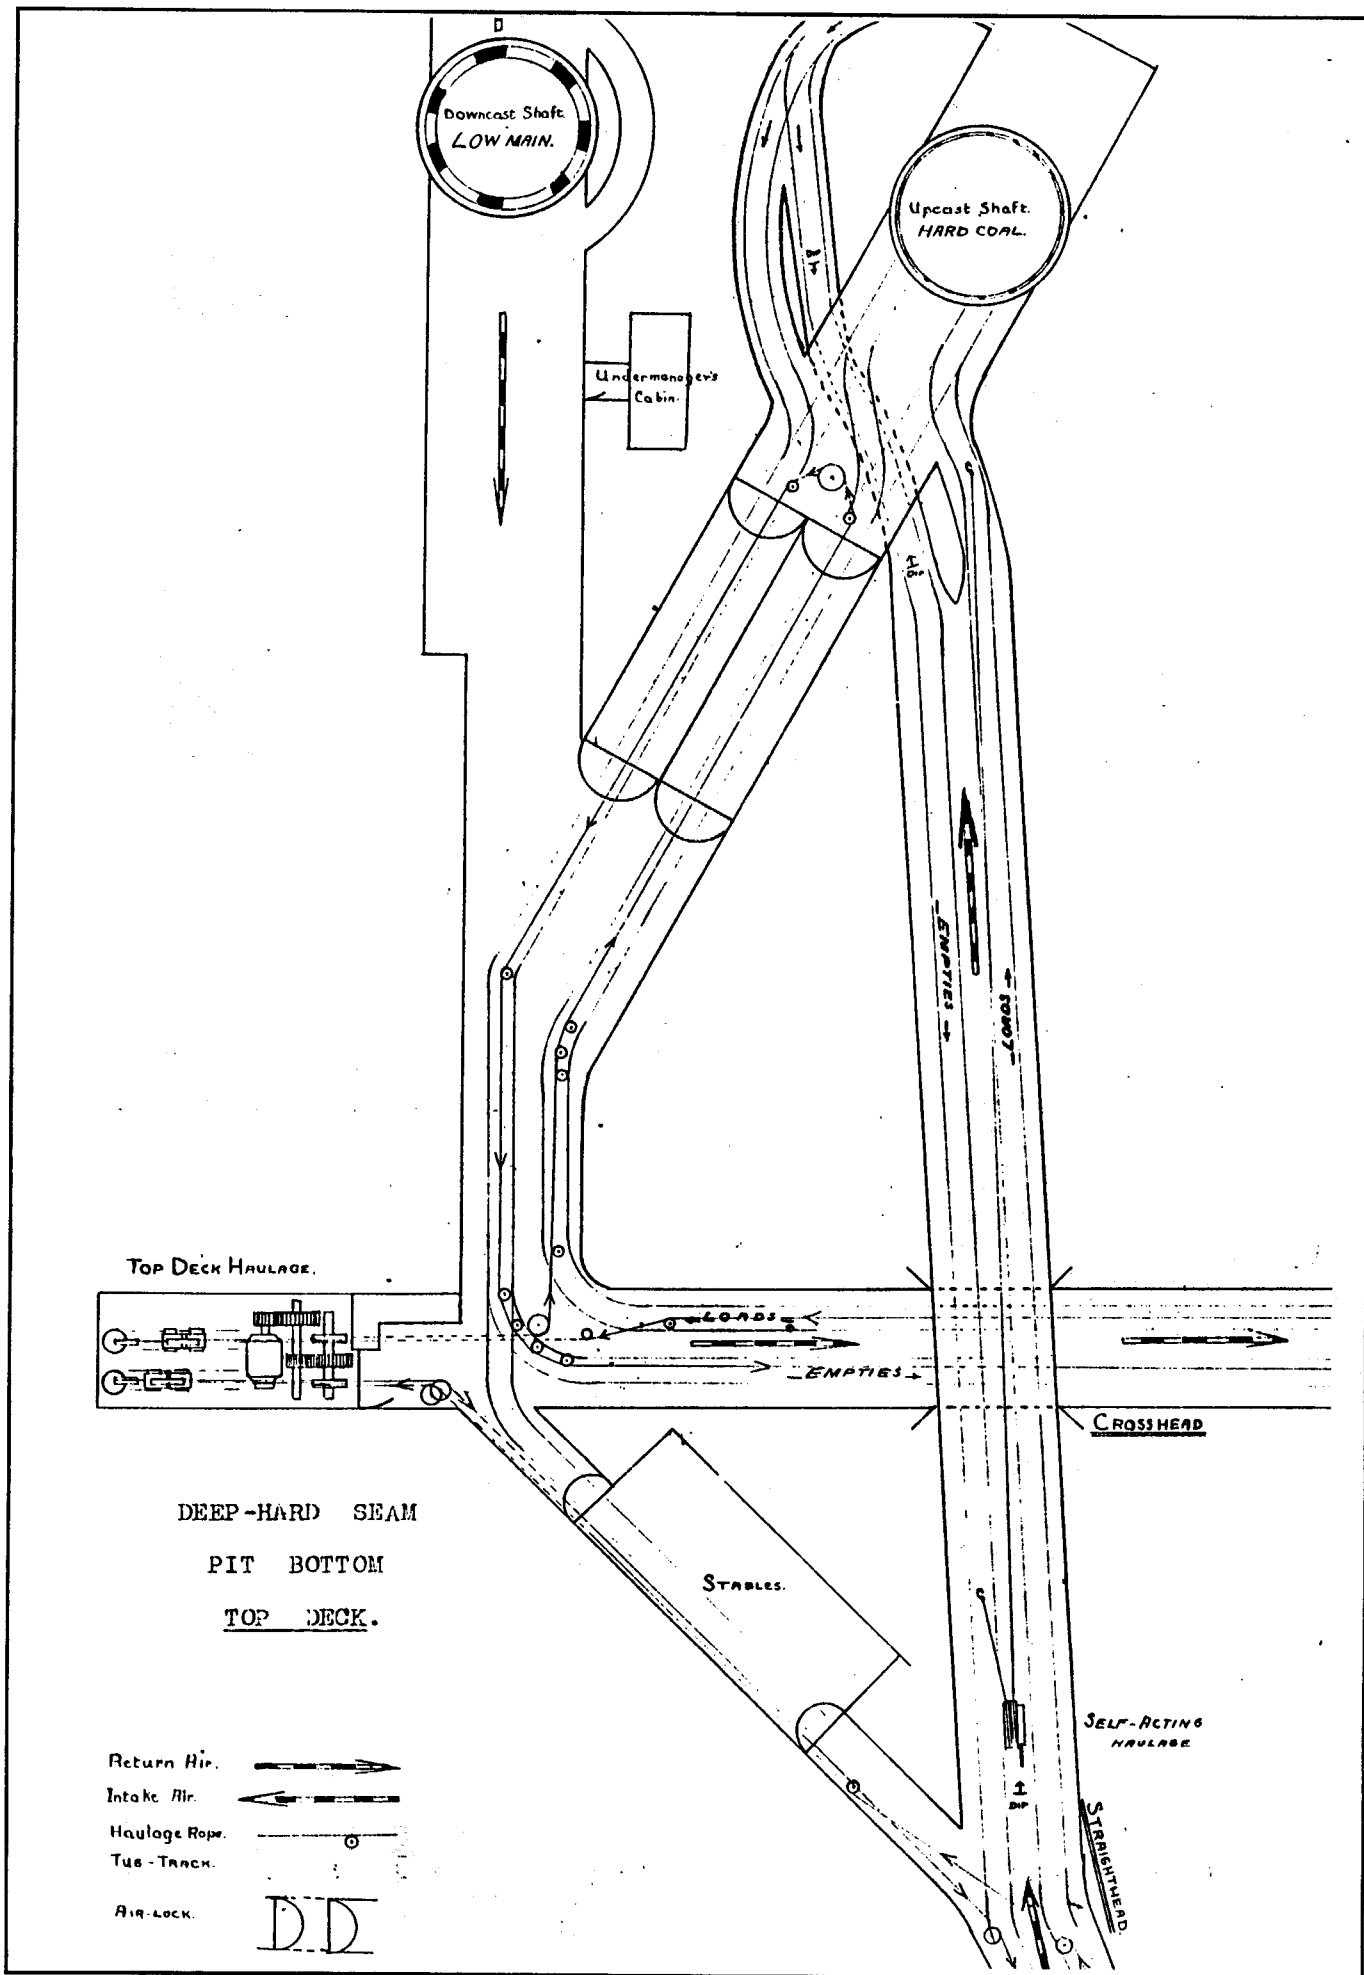 D
Downcast Shaft.
LOW MAIN.
Upcast Shaft.
HARD COAL.
Undermanager's
Cabin.
DIP
EMPTIES
LOADS
TOP DECK HAULAGE.
LOADS
EMPTIES
CROSSHEAD
DEEP-HARD SEAM
PIT BOTTOM
TOP DECK.
STABLES.
SELF-ACTING
HAULAGE
DIP
STRAIGHTHEAD.
Return Air.
Intake Air.
Haulage Rope.
TUB-TRACK.
AIR-LOCK.